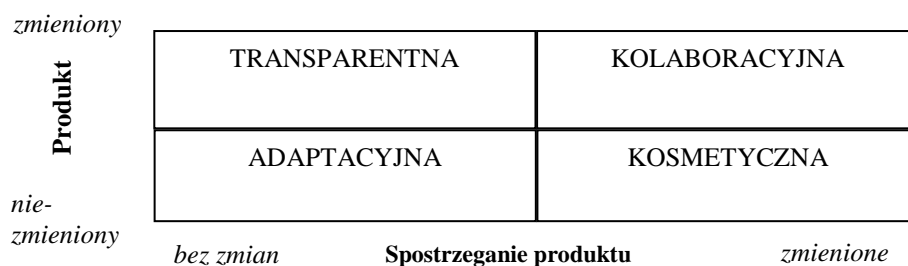 zmieniony
TRANSPARENTNA KOLABORACYJNA
Produkt
ADAPTACYJNA KOSMETYCZNA
nie-
zmieniony
bez zmian Spostrzeganie produktu zmienione